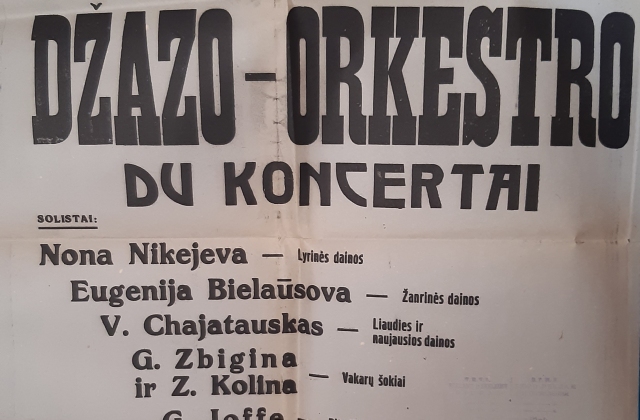 DŽAZO-ORKESTRO
DU KONCERTAI
SOLISTAI:
Nona Nikejeva — Lyrinės dainos
Eugenija Bielaūsova — Žanrinės dainos
V. Chajatauskas — Liaudies ir
naujausios dainos
G. Zbigina
ir Z. Kolina — Vakarų šokiai
G. Joffe —